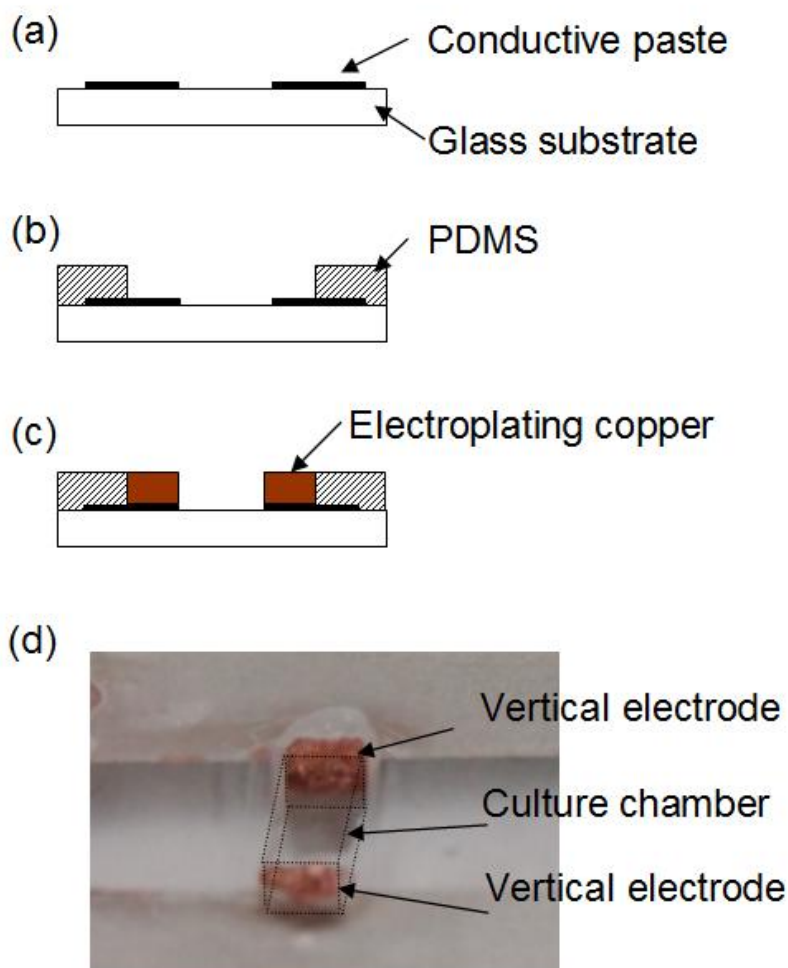 (a)
Conductive paste
Glass substrate
(b)
PDMS
(c)
Electroplating copper
(d)
Vertical electrode
Culture chamber
Vertical electrode